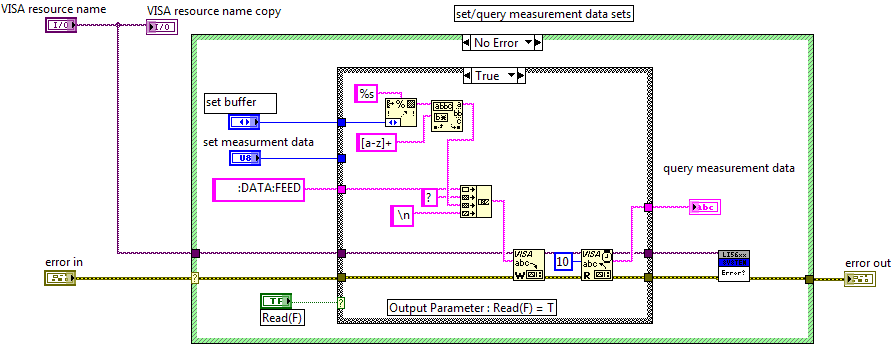 VISA resource name
I/O
VISA resource name copy
I/O
set/query measurement data sets
No Error
True
%s
set buffer
[a-z]+
set measurment data
U8
:DATA:FEED
?
\n
query measurement data
abc
error in
?
VISA
abc
W
10
VISA
abc
R
LI56xx
Error?
error out
TF
?
Read(F)
Output Parameter : Read(F) = T